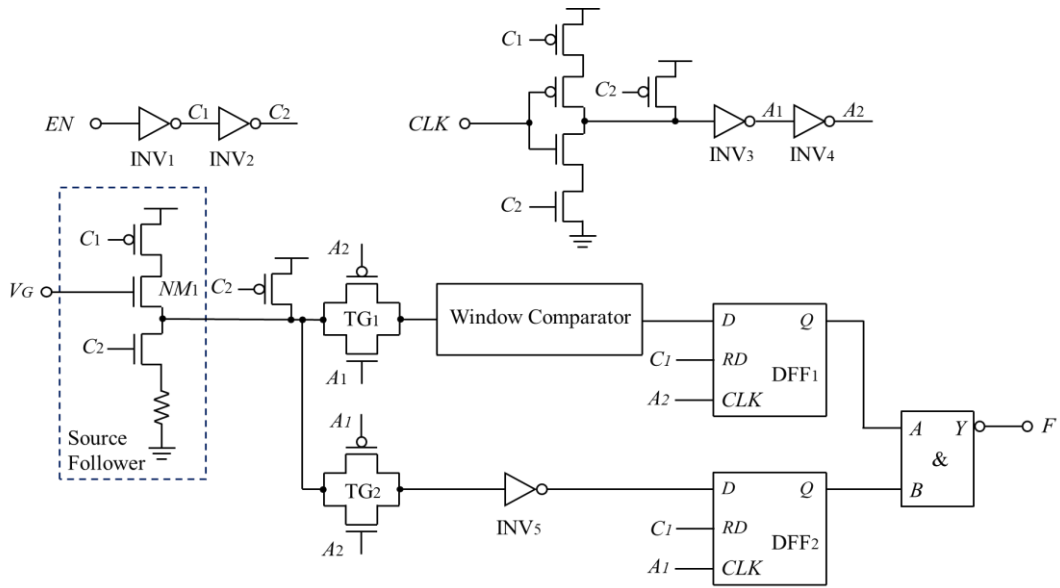 C1
C2
CLK
C2
A1
A2
INV3
INV4
EN
C1
C2
INV1
INV2
C1
VG
NM1
C2
Source
Follower
C2
A2
TG1
A1
Window Comparator
D
Q
C1
RD
DFF1
A2
CLK
A1
TG2
A2
INV5
D
Q
C1
RD
DFF2
A1
CLK
A
Y
F
&
B